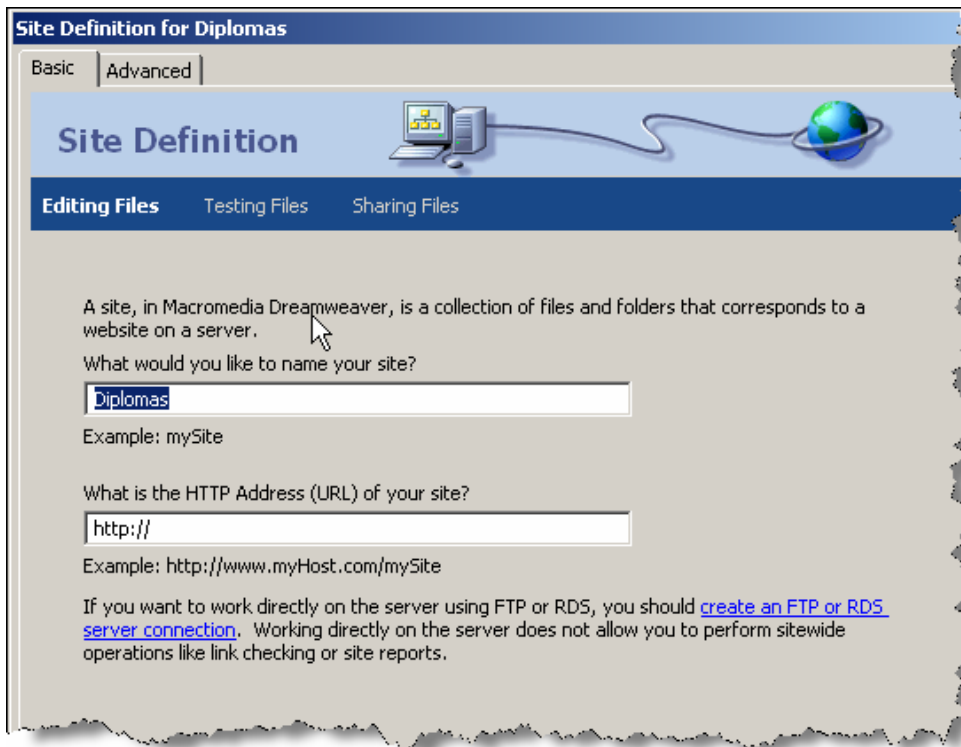 Site Definition for Diplomas
Basic
Advanced
Site Definition
Editing Files
Testing Files
Sharing Files
A site, in Macromedia Dreamweaver, is a collection of files and folders that corresponds to a
website on a server.
What would you like to name your site?
Diplomas
Example: mySite
What is the HTTP Address (URL) of your site?
http://
Example: http://www.myHost.com/mySite
If you want to work directly on the server using FTP or RDS, you should create an FTP or RDS
server connection. Working directly on the server does not allow you to perform sitewide
operations like link checking or site reports.